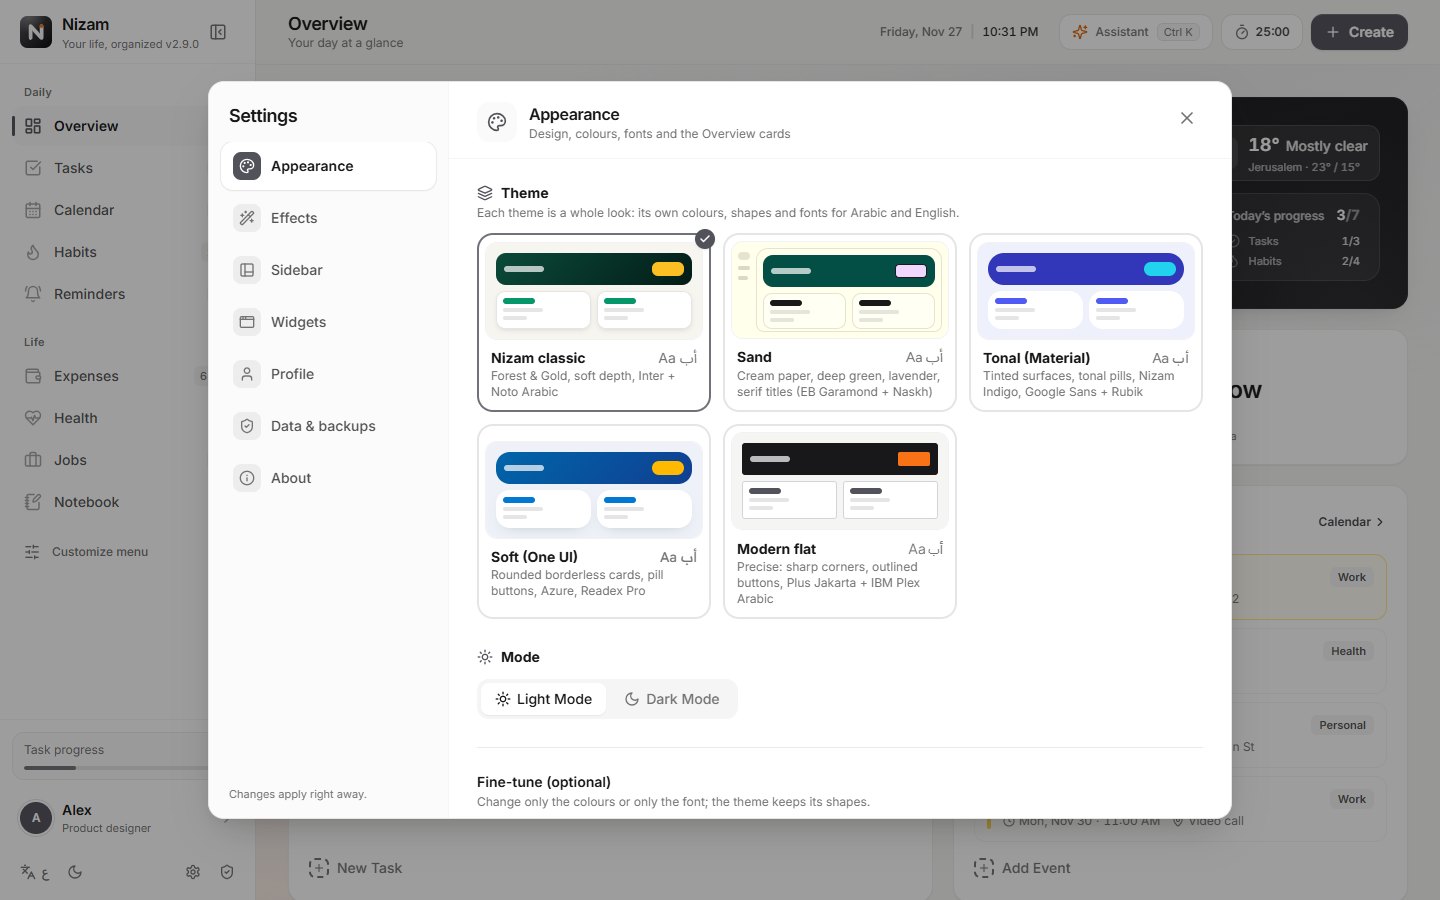 Nizam
Your life, organized v2.9.0
Overview
Your day at a glance
Friday, Nov 27
10:31 PM
Assistant
Ctrl K
25:00
Create
Daily
Overview
Tasks
Calendar
Habits
Reminders
Life
Expenses
6
Health
Jobs
Notebook
Customize menu
Task progress
A
Alex
Product designer
ع
Settings
Appearance
Effects
Sidebar
Widgets
Profile
Data & backups
About
Changes apply right away.
Appearance
Design, colours, fonts and the Overview cards
Theme
Each theme is a whole look: its own colours, shapes and fonts for Arabic and English.
Nizam classic
Aa أب
Forest & Gold, soft depth, Inter +
Noto Arabic
Sand
Aa أب
Cream paper, deep green, lavender,
serif titles (EB Garamond + Naskh)
Tonal (Material)
Aa أب
Tinted surfaces, tonal pills, Nizam
Indigo, Google Sans + Rubik
Soft (One UI)
Aa أب
Rounded borderless cards, pill
buttons, Azure, Readex Pro
Modern flat
Aa أب
Precise: sharp corners, outlined
buttons, Plus Jakarta + IBM Plex
Arabic
Mode
Light Mode
Dark Mode
Fine-tune (optional)
Change only the colours or only the font; the theme keeps its shapes.
18° Mostly clear
Jerusalem · 23° / 15°
Today's progress 3/7
Tasks 1/3
Habits 2/4
ow
a
Calendar
Work
2
Health
Personal
n St
Work
Mon, Nov 30 · 11:00 AM
Video call
New Task
Add Event